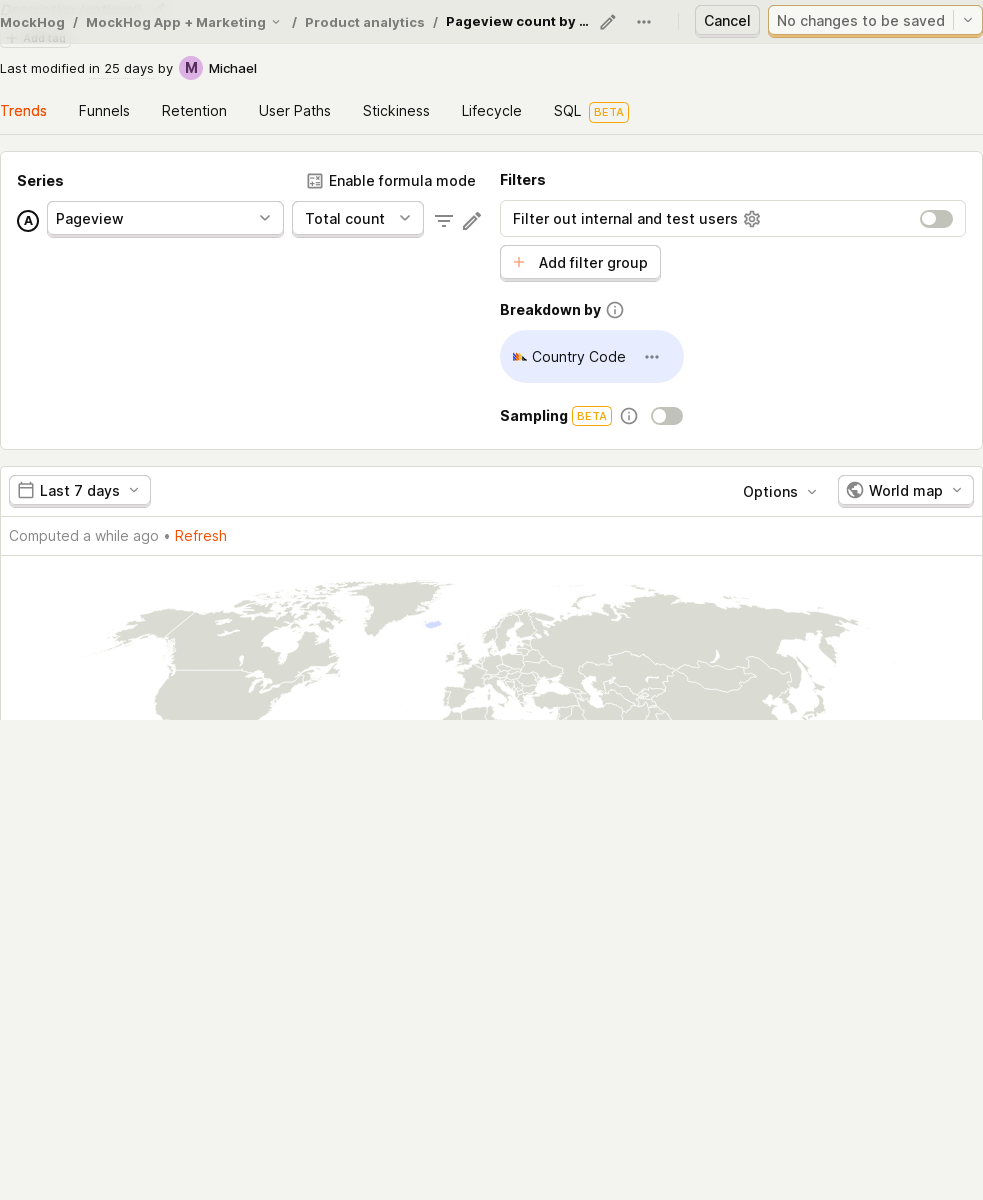 MockHog / MockHog App + Marketing / Product analytics / Pageview count by ...
Cancel
No changes to be saved
Add tag
Last modified in 25 days by M Michael
Trends Funnels Retention User Paths Stickiness Lifecycle SQL BETA
Series
Enable formula mode
A Pageview Total count
Filters
Filter out internal and test users
+ Add filter group
Breakdown by
Country Code
Sampling BETA
Last 7 days
Options
World map
Computed a while ago • Refresh